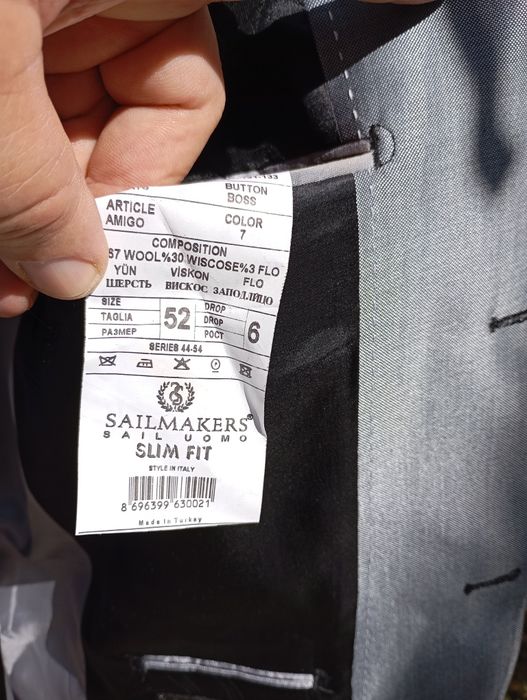 BUTTON
BOSS
ARTICLE
AMIGO
COLOR
7
COMPOSITION
67 WOOL%30 WISCOSE%3 FLO
YÜN VİSKON FLO
ШЕРСТЬ ВИСКОС ЗАПОДЛИЦО
SIZE
TAGLIA
РАЗМЕР
52
DROP
DROP
РОСТ
6
SERIES 44-54
SAILMAKERS®
SAIL UOMO
SLIM FIT
STYLE IN ITALY
8 696399 630021
Made in Turkey